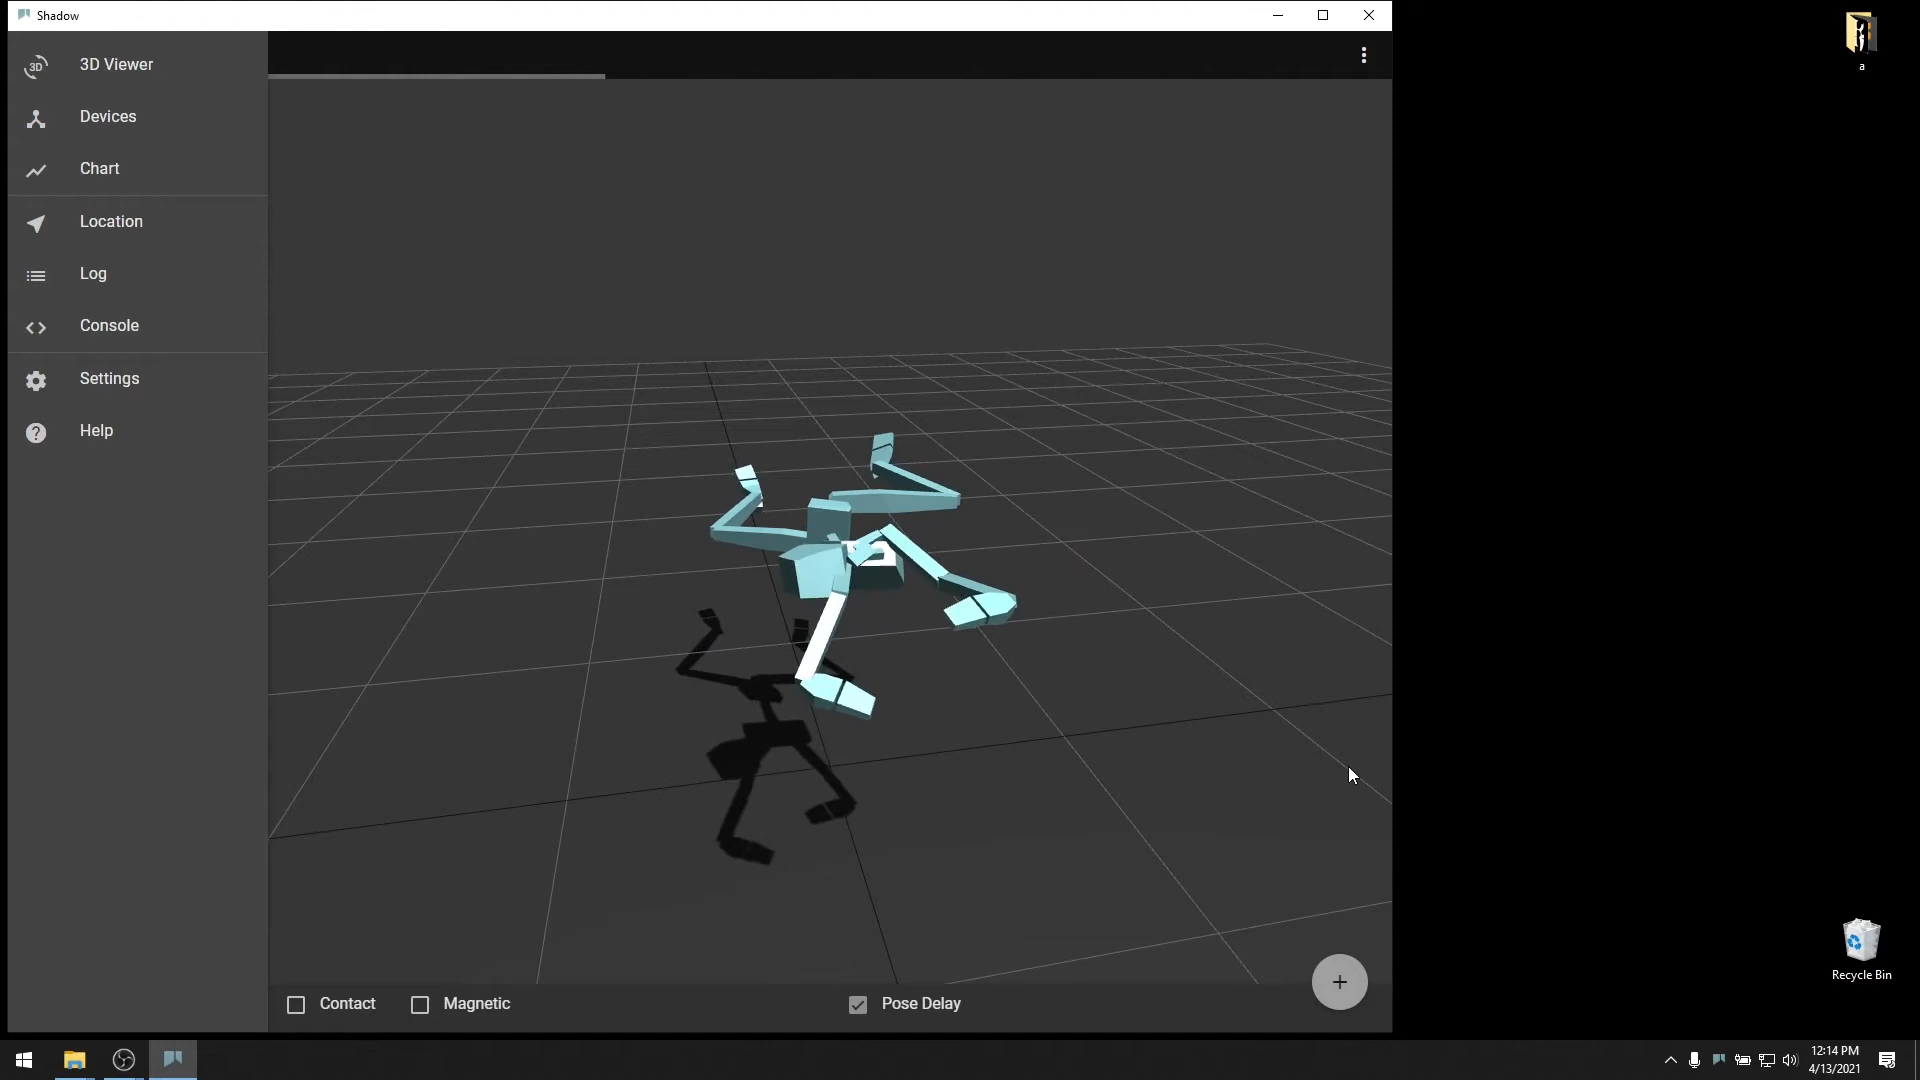 Shadow
3D Viewer
3D
Devices
Chart
Location
Log
Console
Settings
Help
Contact
Magnetic
Pose Delay
a
Recycle Bin
12:14 PM
4/13/2021